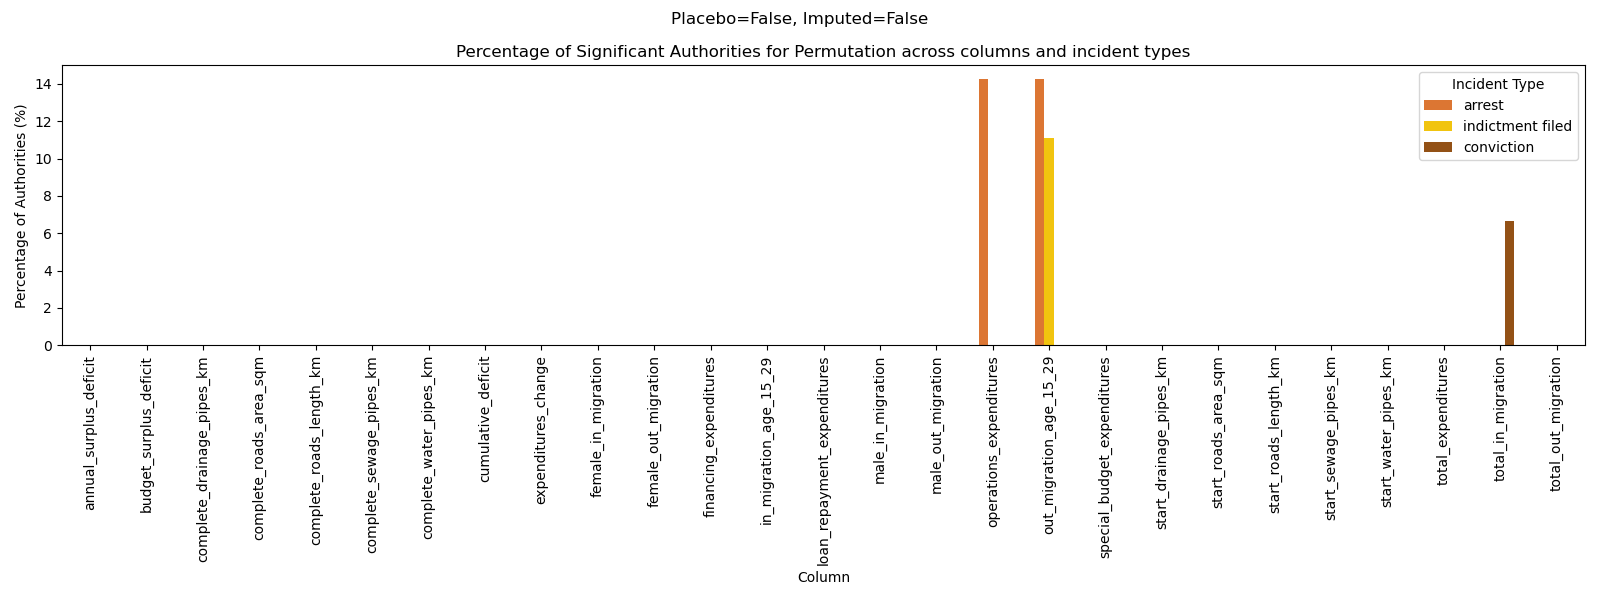 Placebo=False, Imputed=False
Percentage of Significant Authorities for Permutation across columns and incident types
Percentage of Authorities (%)
14
12
10
8
6
4
2
0
Incident Type
arrest
indictment filed
conviction
annual_surplus_deficit
budget_surplus_deficit
complete_drainage_pipes_km
complete_roads_area_sqm
complete_roads_length_km
complete_sewage_pipes_km
complete_water_pipes_km
cumulative_deficit
expenditures_change
female_in_migration
female_out_migration
financing_expenditures
in_migration_age_15_29
loan_repayment_expenditures
male_in_migration
male_out_migration
operations_expenditures
out_migration_age_15_29
special_budget_expenditures
start_drainage_pipes_km
start_roads_area_sqm
start_roads_length_km
start_sewage_pipes_km
start_water_pipes_km
total_expenditures
total_in_migration
total_out_migration
Column